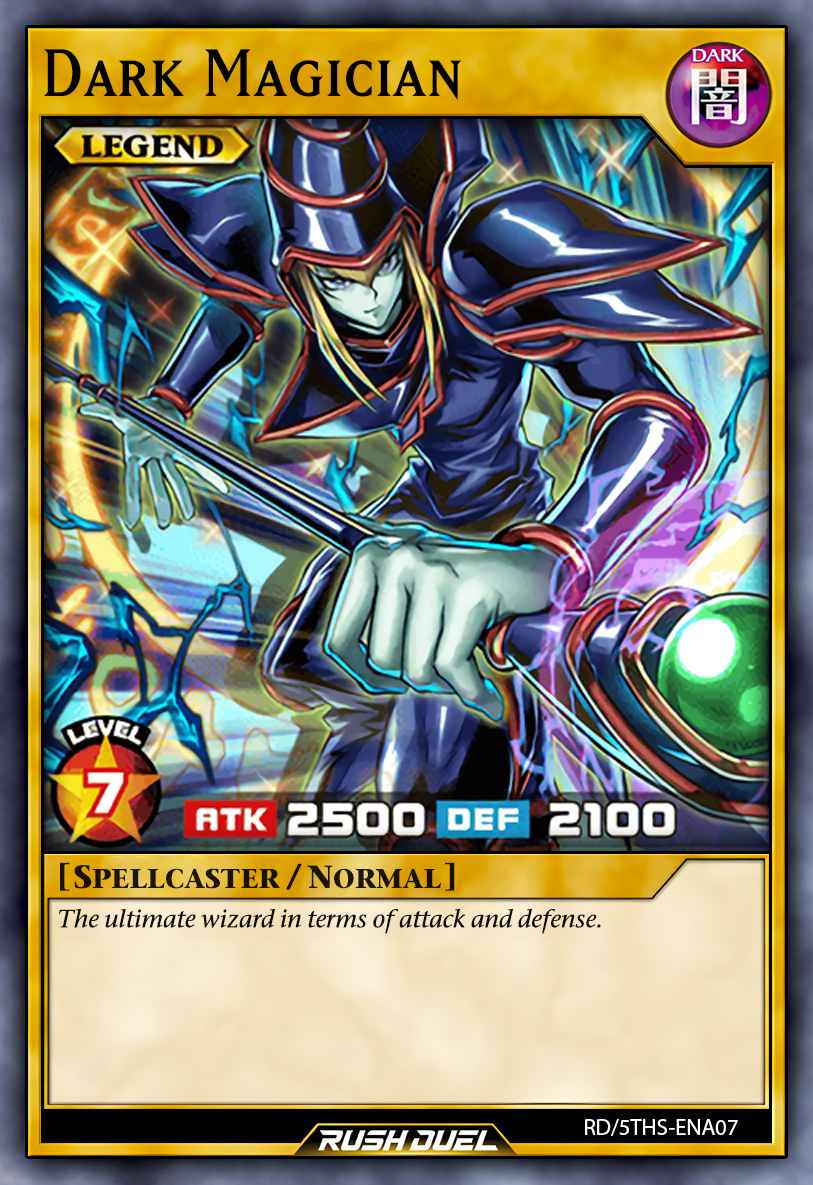 Dark Magician
DARK
闇
LEGEND
LEVEL
7
ATK 2500 DEF 2100
[Spellcaster / Normal]
The ultimate wizard in terms of attack and defense.
RD/5THS-ENA07
RUSH DUEL